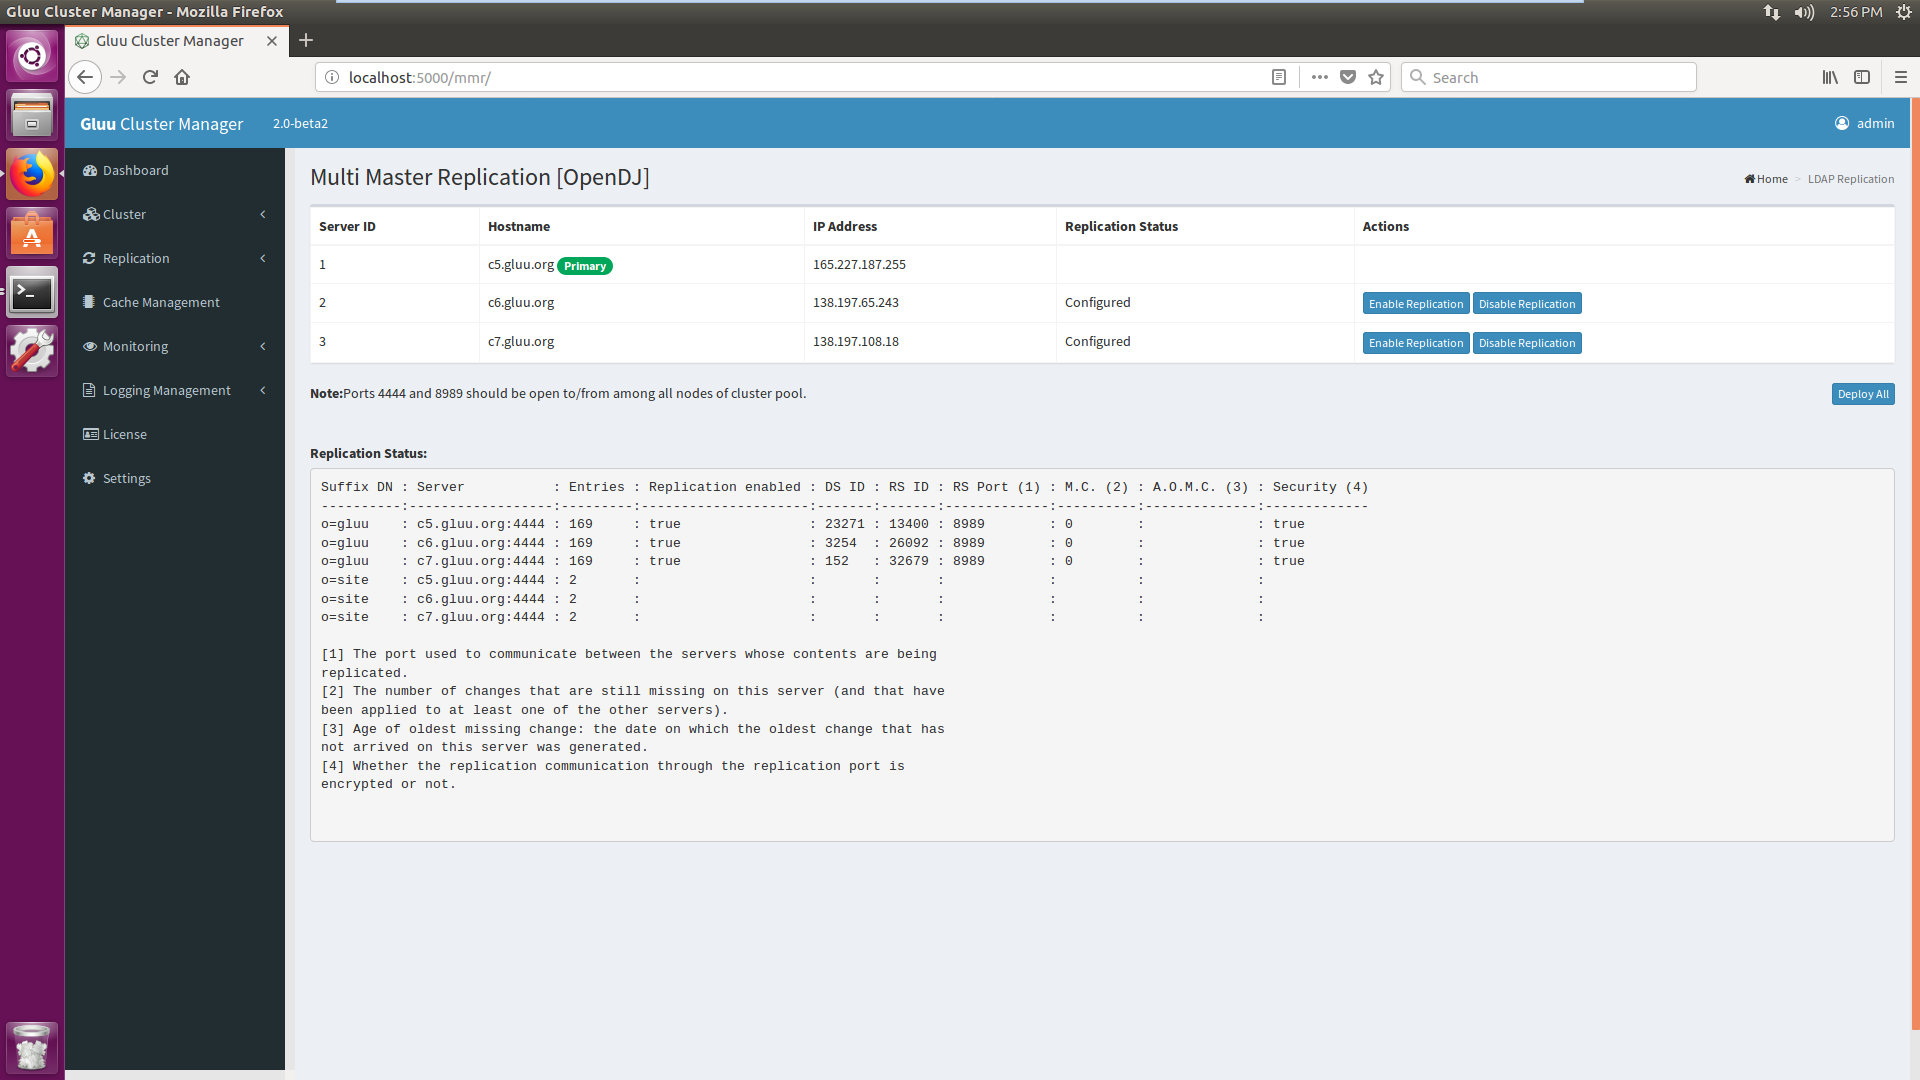 Gluu Cluster Manager - Mozilla Firefox 2:56 PM
Gluu Cluster Manager
localhost:5000/mmr/ Search
Gluu Cluster Manager 2.0-beta2 admin
Dashboard
Cluster
Replication
Cache Management
Monitoring
Logging Management
License
Settings
Multi Master Replication [OpenDJ]
Home > LDAP Replication
Server ID Hostname IP Address Replication Status Actions
1 c5.gluu.org Primary 165.227.187.255
2 c6.gluu.org 138.197.65.243 Configured Enable Replication Disable Replication
3 c7.gluu.org 138.197.108.18 Configured Enable Replication Disable Replication
Note:Ports 4444 and 8989 should be open to/from among all nodes of cluster pool. Deploy All
Replication Status:
Suffix DN : Server           : Entries : Replication enabled : DS ID : RS ID : RS Port (1) : M.C. (2) : A.O.M.C. (3) : Security (4)
----------:------------------:---------:---------------------:-------:-------:-------------:----------:--------------:-------------
o=gluu    : c5.gluu.org:4444 : 169     : true                : 23271 : 13400 : 8989        : 0        :              : true
o=gluu    : c6.gluu.org:4444 : 169     : true                : 3254  : 26092 : 8989        : 0        :              : true
o=gluu    : c7.gluu.org:4444 : 169     : true                : 152   : 32679 : 8989        : 0        :              : true
o=site    : c5.gluu.org:4444 : 2       :                     :       :       :             :          :              :
o=site    : c6.gluu.org:4444 : 2       :                     :       :       :             :          :              :
o=site    : c7.gluu.org:4444 : 2       :                     :       :       :             :          :              :
[1] The port used to communicate between the servers whose contents are being
replicated.
[2] The number of changes that are still missing on this server (and that have
been applied to at least one of the other servers).
[3] Age of oldest missing change: the date on which the oldest change that has
not arrived on this server was generated.
[4] Whether the replication communication through the replication port is
encrypted or not.